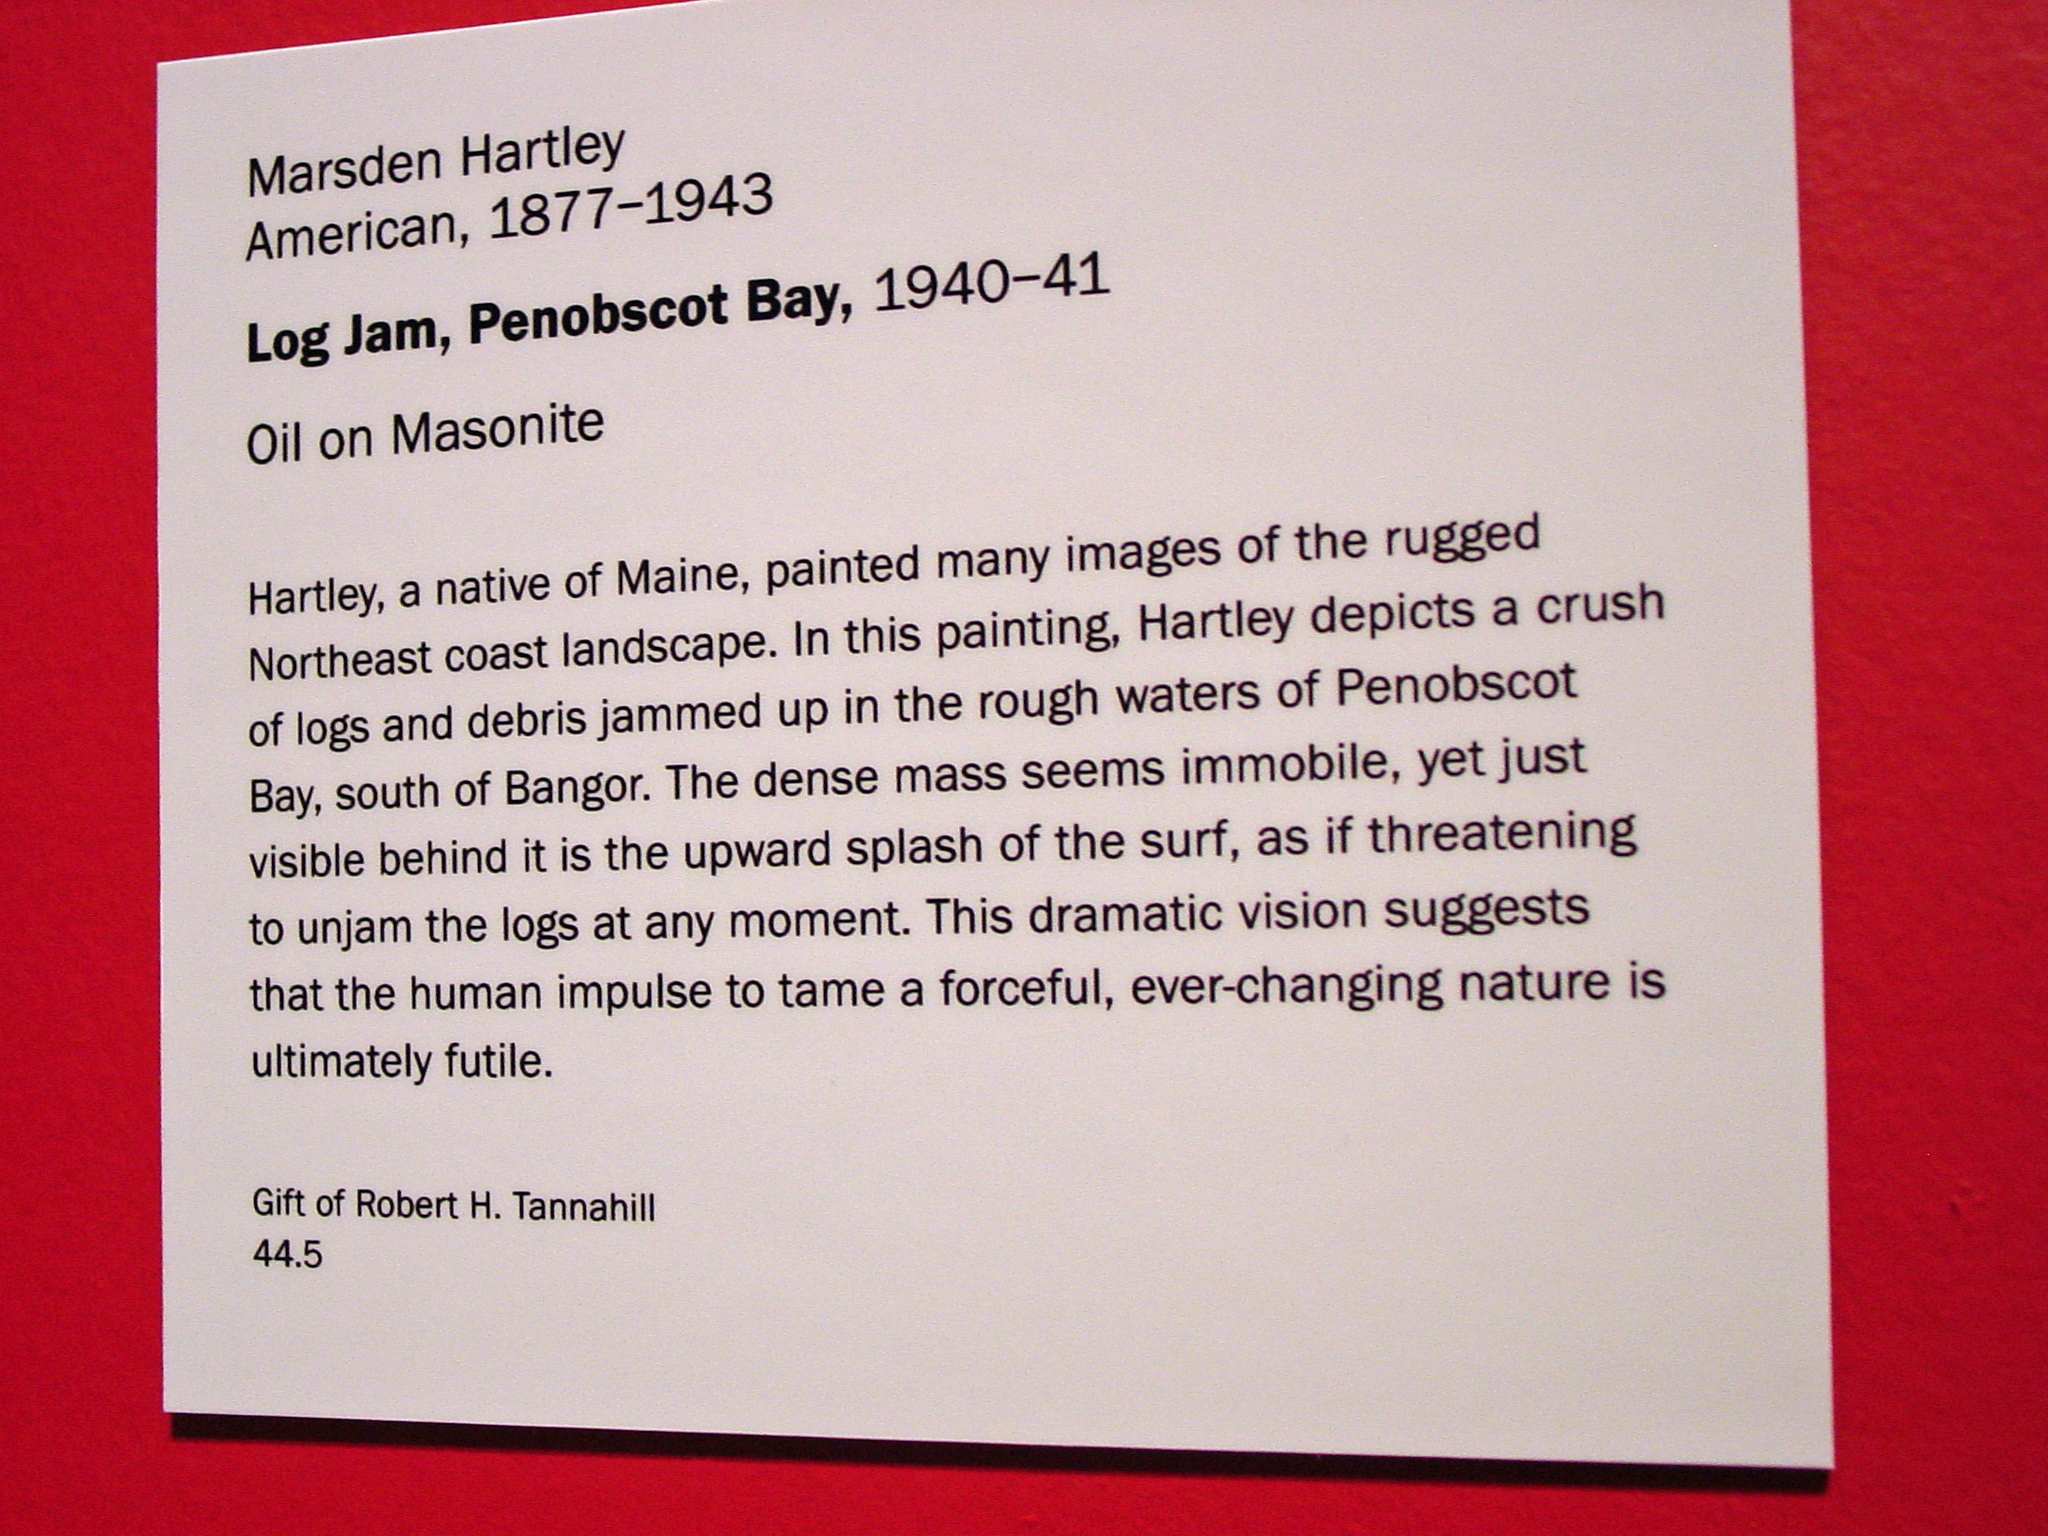 Marsden Hartley
American, 1877–1943
Log Jam, Penobscot Bay, 1940–41
Oil on Masonite
Hartley, a native of Maine, painted many images of the rugged
Northeast coast landscape. In this painting, Hartley depicts a crush
of logs and debris jammed up in the rough waters of Penobscot
Bay, south of Bangor. The dense mass seems immobile, yet just
visible behind it is the upward splash of the surf, as if threatening
to unjam the logs at any moment. This dramatic vision suggests
that the human impulse to tame a forceful, ever-changing nature is
ultimately futile.
Gift of Robert H. Tannahill
44.5